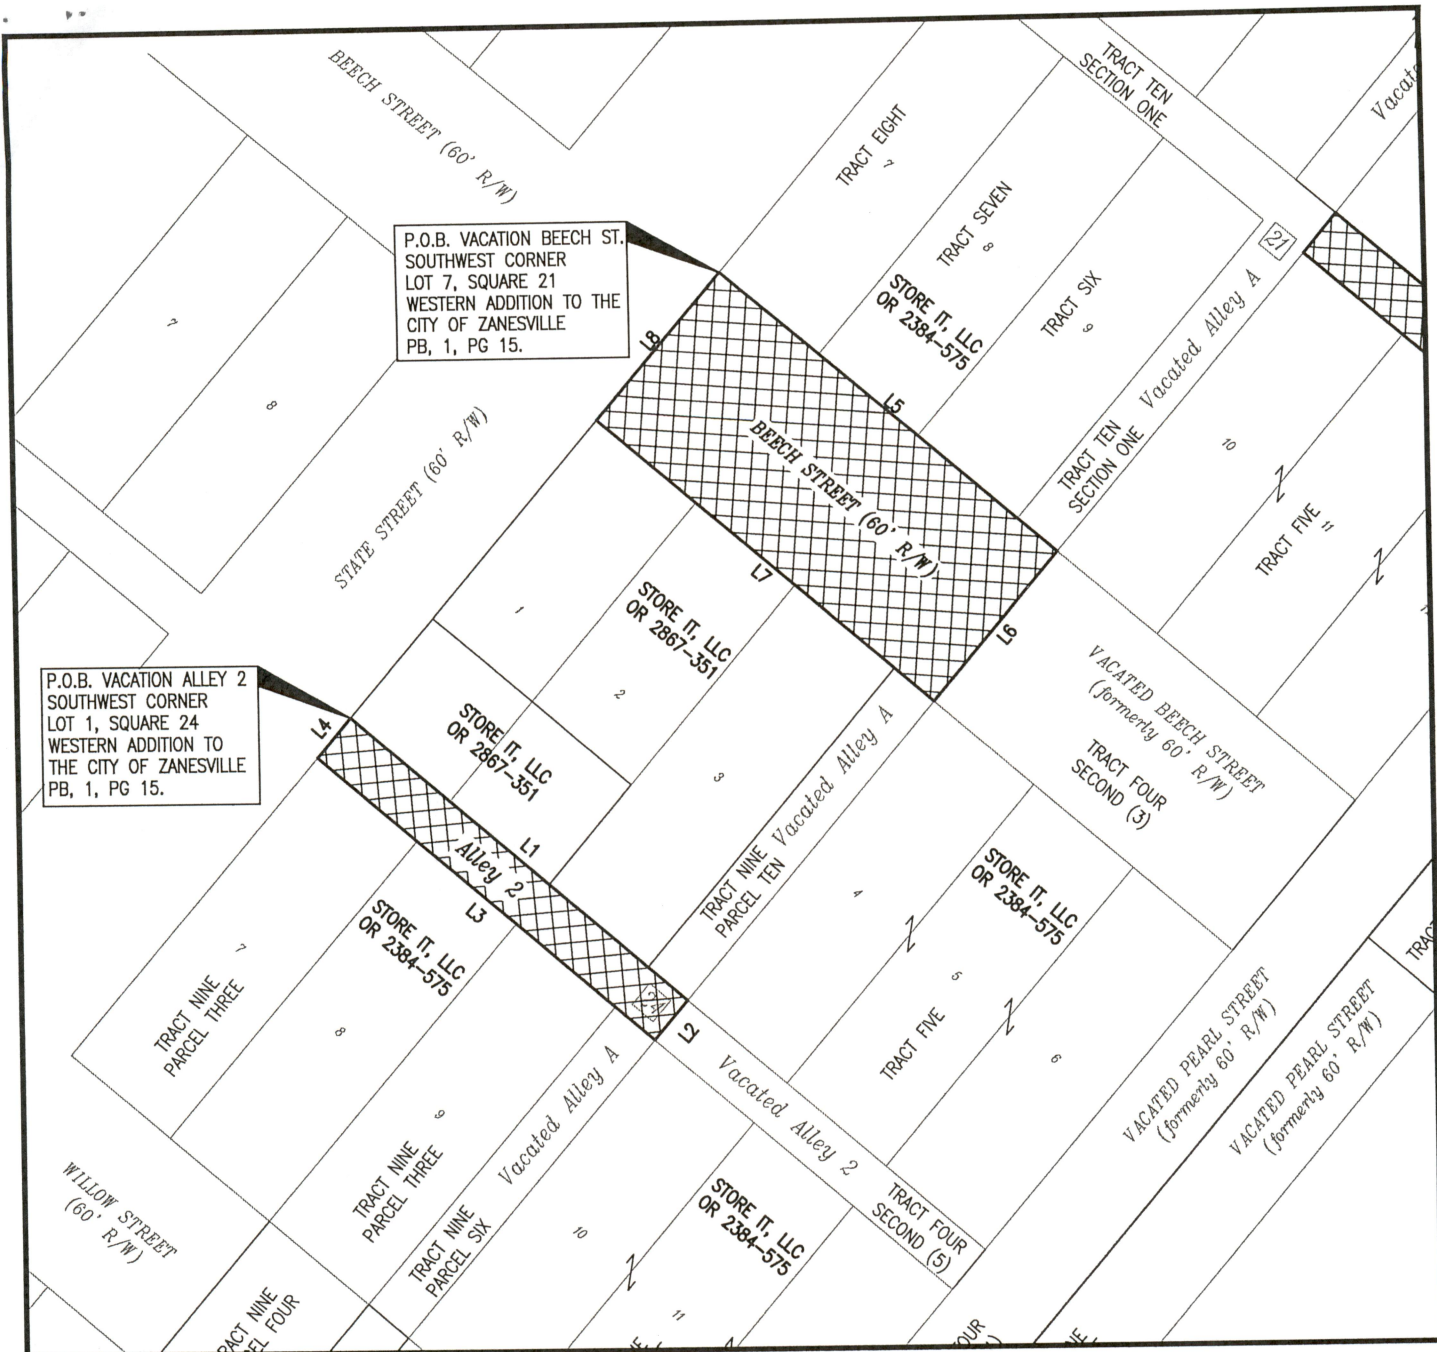 BEECH STREET (60' R/W)
TRACT TEN
SECTION ONE
TRACT EIGHT
7
TRACT SEVEN
8
STORE IT, LLC
OR 2384-575
TRACT SIX
9
21
Vacated Alley A
TRACT TEN
SECTION ONE
10
TRACT FIVE
11
P.O.B. VACATION BEECH ST.
SOUTHWEST CORNER
LOT 7, SQUARE 21
WESTERN ADDITION TO THE
CITY OF ZANESVILLE
PB, 1, PG 15.
7
8
L8
L5
BEECH STREET (60' R/W)
L7
L6
STATE STREET (60' R/W)
1
STORE IT, LLC
OR 2867-351
2
STORE IT, LLC
OR 2867-351
3
VACATED BEECH STREET
(formerly 60' R/W)
TRACT FOUR
SECOND (3)
P.O.B. VACATION ALLEY 2
SOUTHWEST CORNER
LOT 1, SQUARE 24
WESTERN ADDITION TO
THE CITY OF ZANESVILLE
PB, 1, PG 15.
L4
L1
Alley 2
L3
L2
24
Vacated Alley A
TRACT NINE
PARCEL TEN
4
STORE IT, LLC
OR 2384-575
5
TRACT FIVE
6
STORE IT, LLC
OR 2384-575
7
TRACT NINE
PARCEL THREE
8
9
TRACT NINE
PARCEL THREE
Vacated Alley A
TRACT NINE
PARCEL SIX
Vacated Alley 2
TRACT FOUR
SECOND (5)
VACATED PEARL STREET
(formerly 60' R/W)
VACATED PEARL STREET
(formerly 60' R/W)
WILLOW STREET
(60' R/W)
10
STORE IT, LLC
OR 2384-575
11